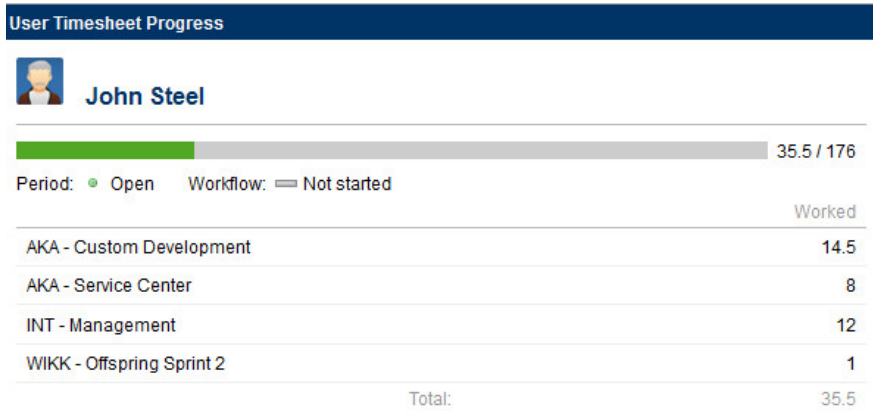 User Timesheet Progress
John Steel
35.5 / 176
Period: Open Workflow: Not started
Worked
AKA - Custom Development 14.5
AKA - Service Center 8
INT - Management 12
WIKK - Offspring Sprint 2 1
Total: 35.5